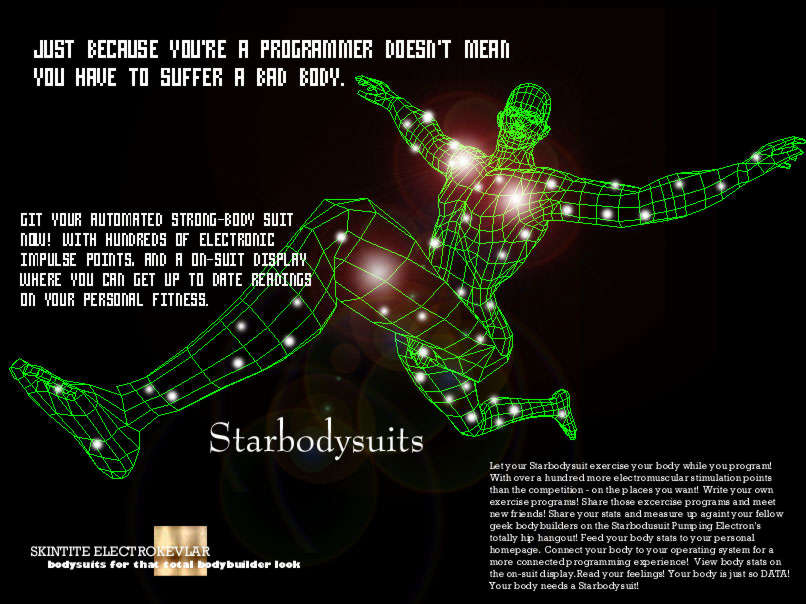 JUST BECAUSE YOU'RE A PROGRAMMER DOESN'T MEAN
YOU HAVE TO SUFFER A BAD BODY.
GIT YOUR AUTOMATED STRONG-BODY SUIT
NOW! WITH HUNDREDS OF ELECTRONIC
IMPULSE POINTS, AND A ON-SUIT DISPLAY
WHERE YOU CAN GET UP TO DATE READINGS
ON YOUR PERSONAL FITNESS.
Starbodysuits
Let your Starbodysuit exercise your body while you program!
With over a hundred more electromuscular stimulation points
than the competition - on the places you want! Write your own
exercise programs! Share those excercise programs and meet
new friends! Share your stats and measure up againt your fellow
geek bodybuilders on the Starbodusuit Pumping Electron's
totally hip hangout! Feed your body stats to your personal
homepage. Connect your body to your operating system for a
more connected programming experience! View body stats on
the on-suit display.Read your feelings! Your body is just so DATA!
Your body needs a Starbodysuit!
SKINTITE ELECTROKEVLAR
bodysuits for that total bodybuilder look